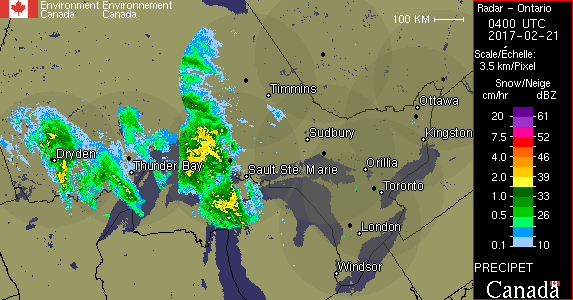 Environment Environnement
Canada Canada
100 KM
Timmins
Ottawa
Sudbury
Kingston
Dryden
Thunder Bay
Sault Ste. Marie
Orillia
Toronto
London
Windsor
Radar - Ontario
0400 UTC
2017-02-21
Scale/Échelle:
3.5 km/Pixel
Snow/Neige
cm/hr dBZ
20 61
7.5 52
4.0 46
2.0 39
1.0 33
0.5 26
0.1 10
PRECIPET
Canada